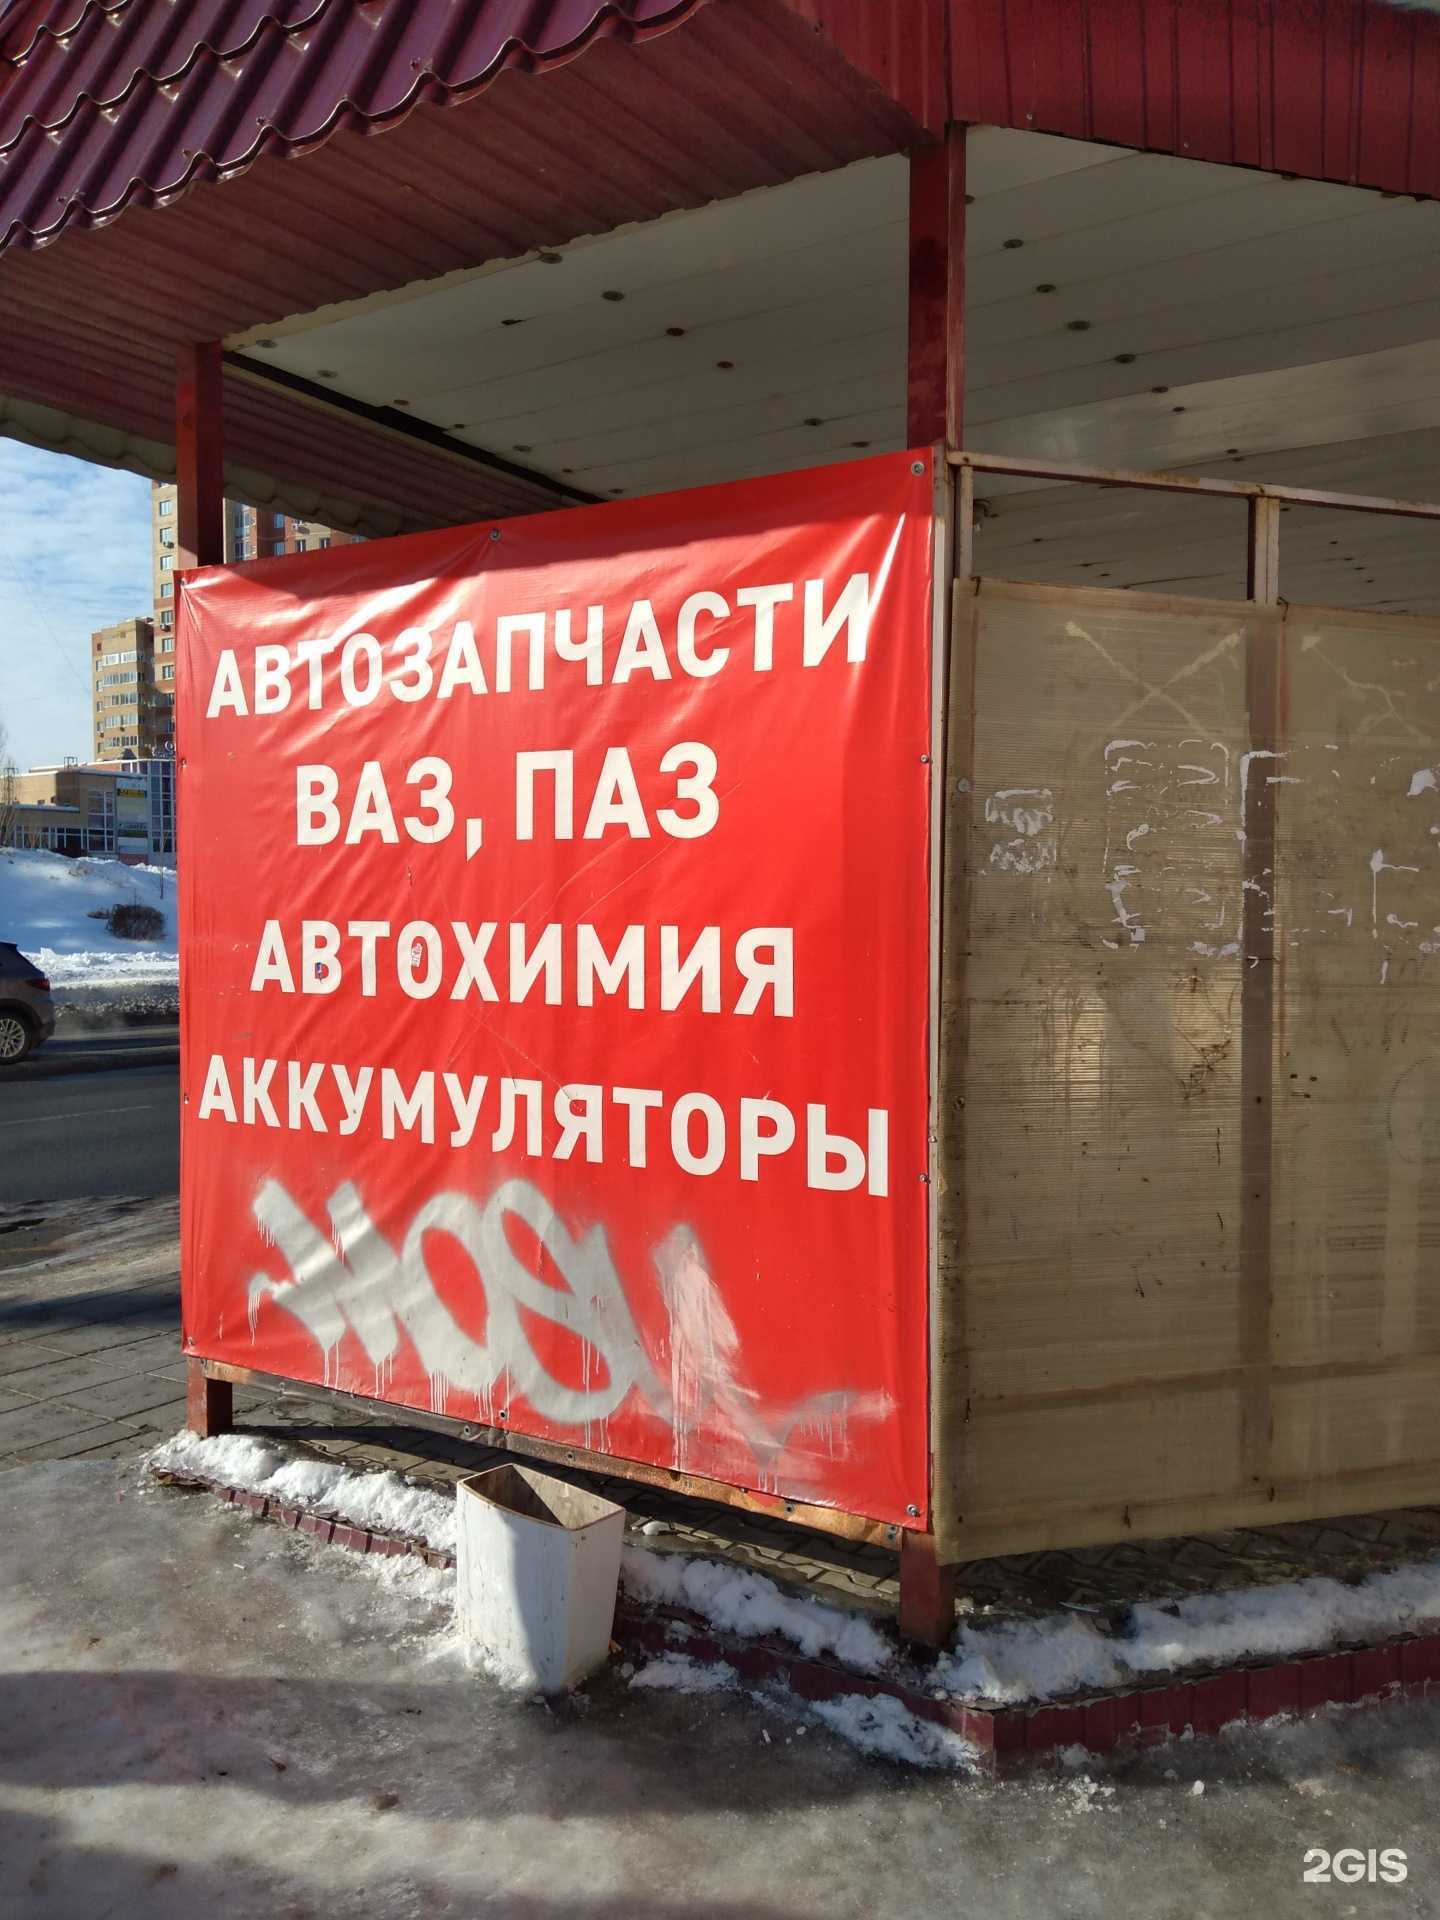 АВТОЗАПЧАСТИ
ВАЗ, ПАЗ
АВТОХИМИЯ
АККУМУЛЯТОРЫ
2GIS